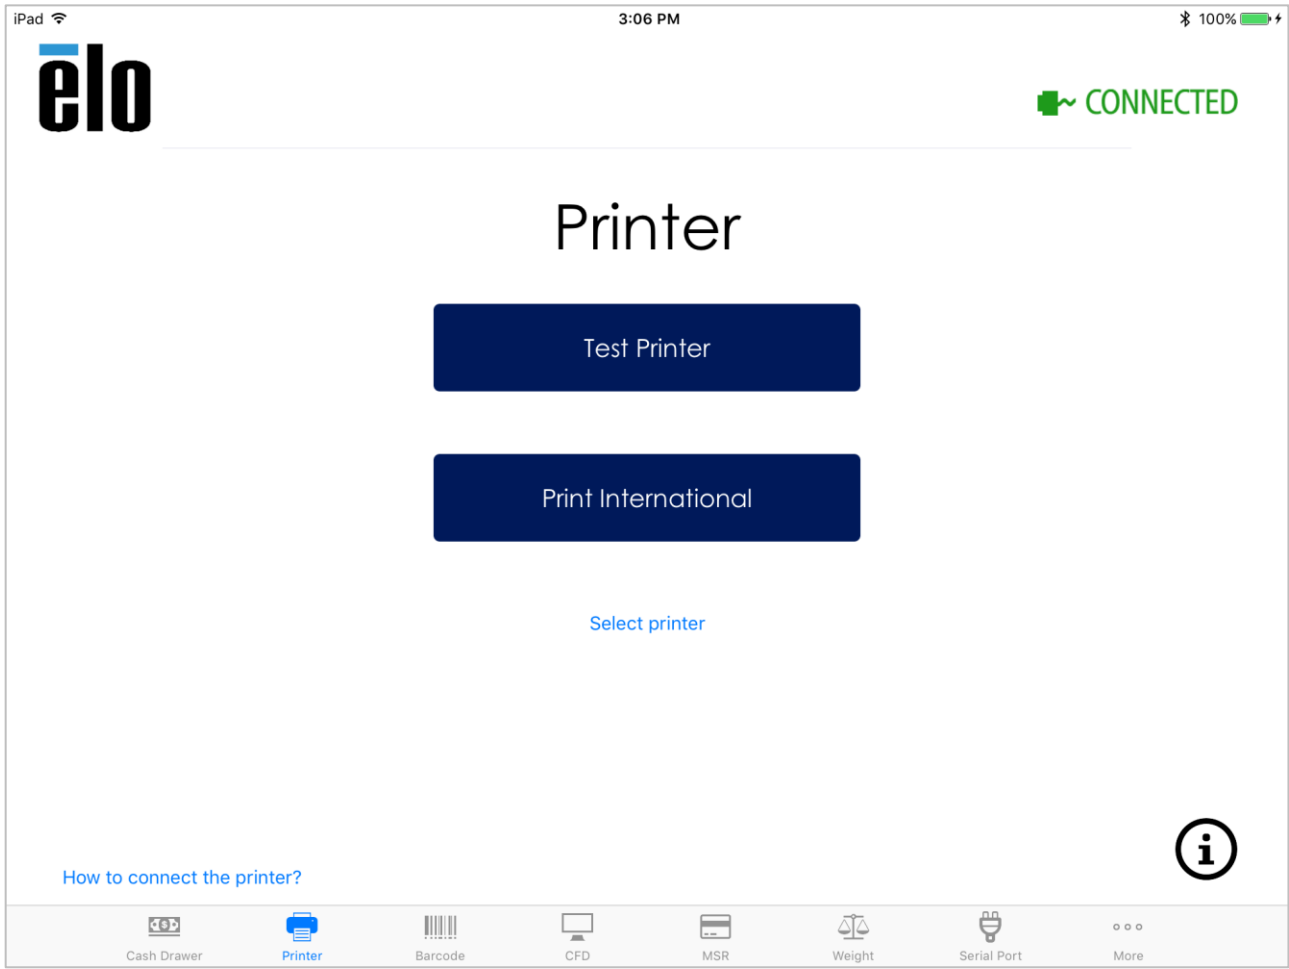 iPad 3:06 PM 100%
ēlo
CONNECTED
Printer
Test Printer
Print International
Select printer
How to connect the printer?
Cash Drawer Printer Barcode CFD MSR Weight Serial Port More